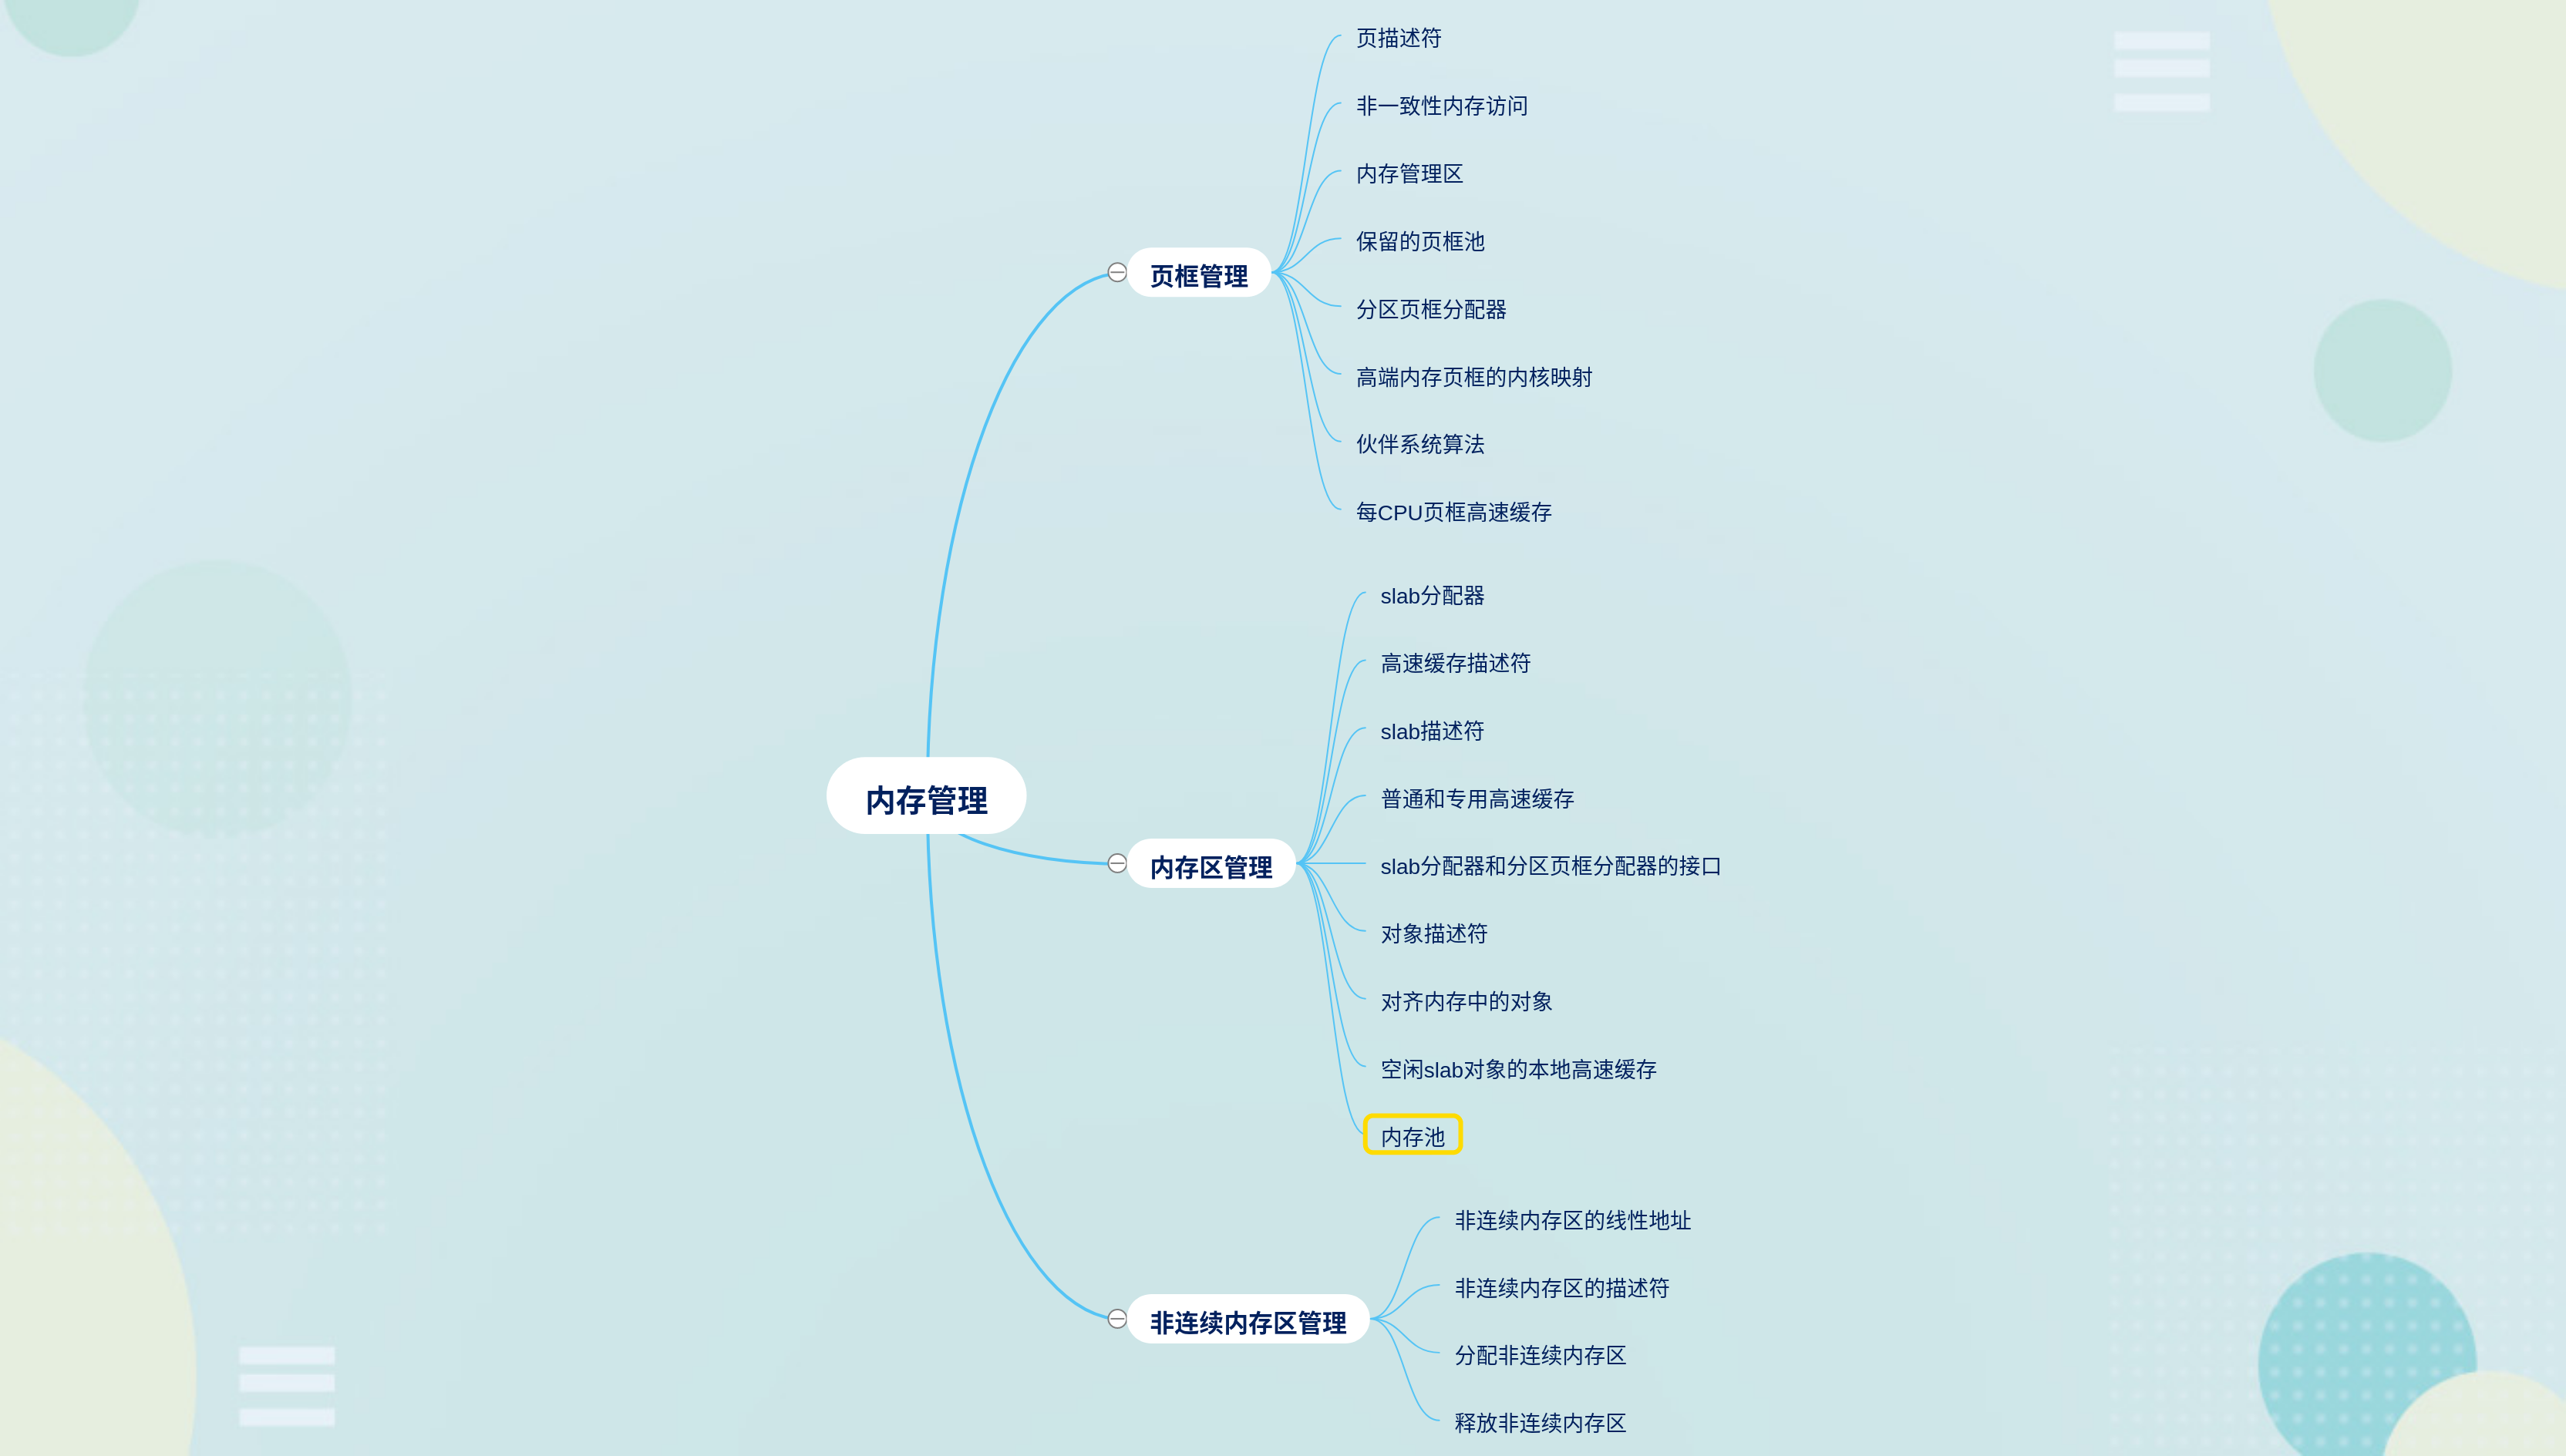 内存管理
页框管理
页描述符
非一致性内存访问
内存管理区
保留的页框池
分区页框分配器
高端内存页框的内核映射
伙伴系统算法
每CPU页框高速缓存
内存区管理
slab分配器
高速缓存描述符
slab描述符
普通和专用高速缓存
slab分配器和分区页框分配器的接口
对象描述符
对齐内存中的对象
空闲slab对象的本地高速缓存
内存池
非连续内存区管理
非连续内存区的线性地址
非连续内存区的描述符
分配非连续内存区
释放非连续内存区